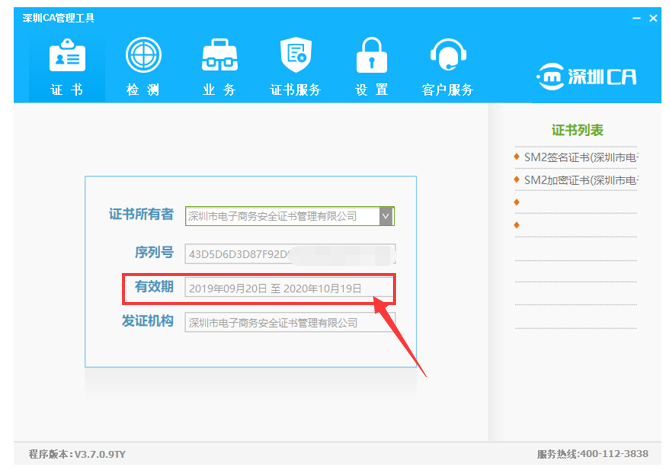 深圳CA管理工具
证 书
检 测
业 务
证书服务
设 置
客户服务
深圳CA
证书列表
SM2签名证书(深圳市电
SM2加密证书(深圳市电
证书所有者 深圳市电子商务安全证书管理有限公司
序列号 43D5D6D3D87F92D
有效期 2019年09月20日 至 2020年10月19日
发证机构 深圳市电子商务安全证书管理有限公司
程序版本:V3.7.0.9TY
服务热线:400-112-3838